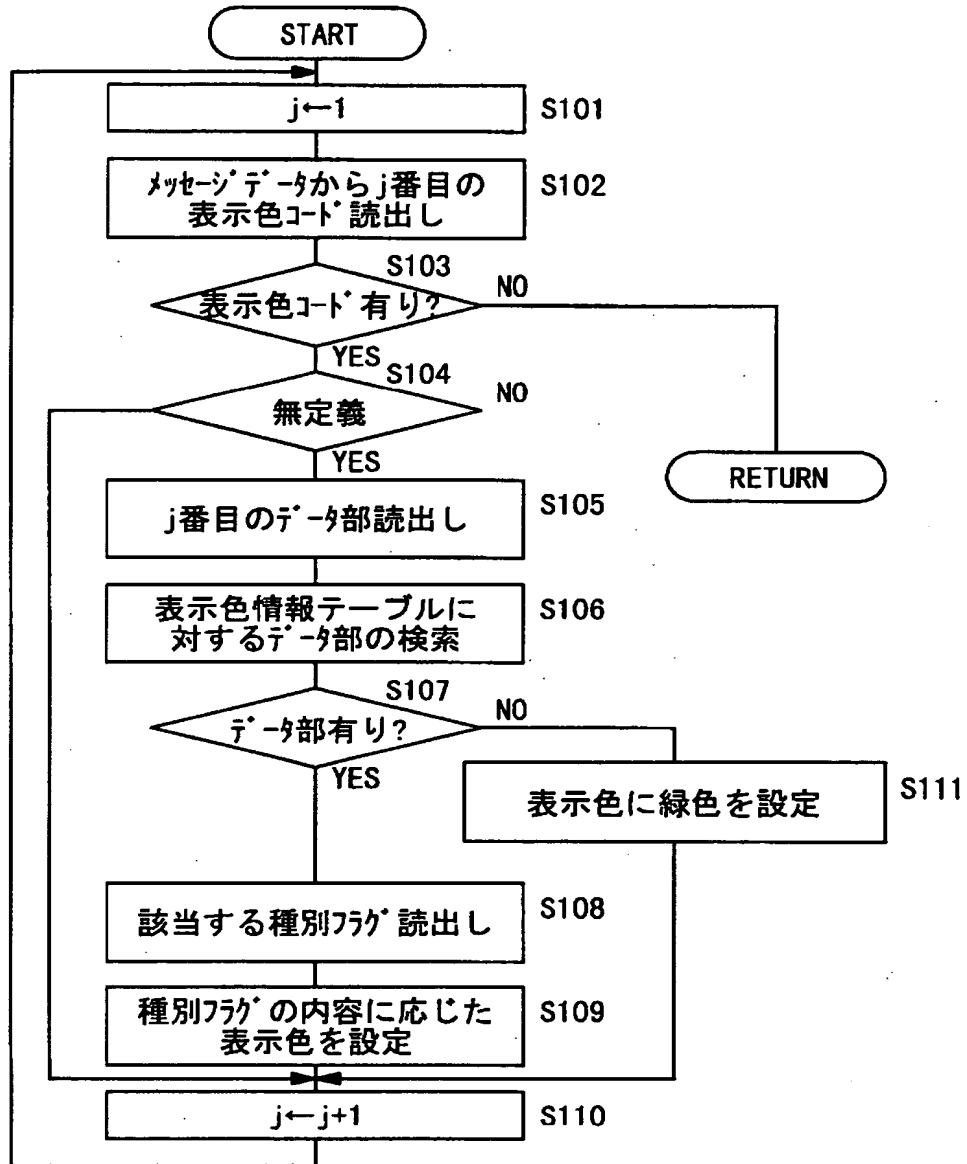 START
j←1
S101
ﾒｯｾｰｼﾞﾃﾞｰﾀからj番目の
表示色ｺｰﾄﾞ読出し
S102
S103
表示色ｺｰﾄﾞ有り?
NO
YES
S104
無定義
NO
YES
RETURN
j番目のﾃﾞｰﾀ部読出し
S105
表示色情報テーブルに
対するﾃﾞｰﾀ部の検索
S106
S107
ﾃﾞｰﾀ部有り?
NO
YES
表示色に緑色を設定
S111
該当する種別ﾌﾗｸﾞ読出し
S108
種別ﾌﾗｸﾞの内容に応じた
表示色を設定
S109
j←j+1
S110